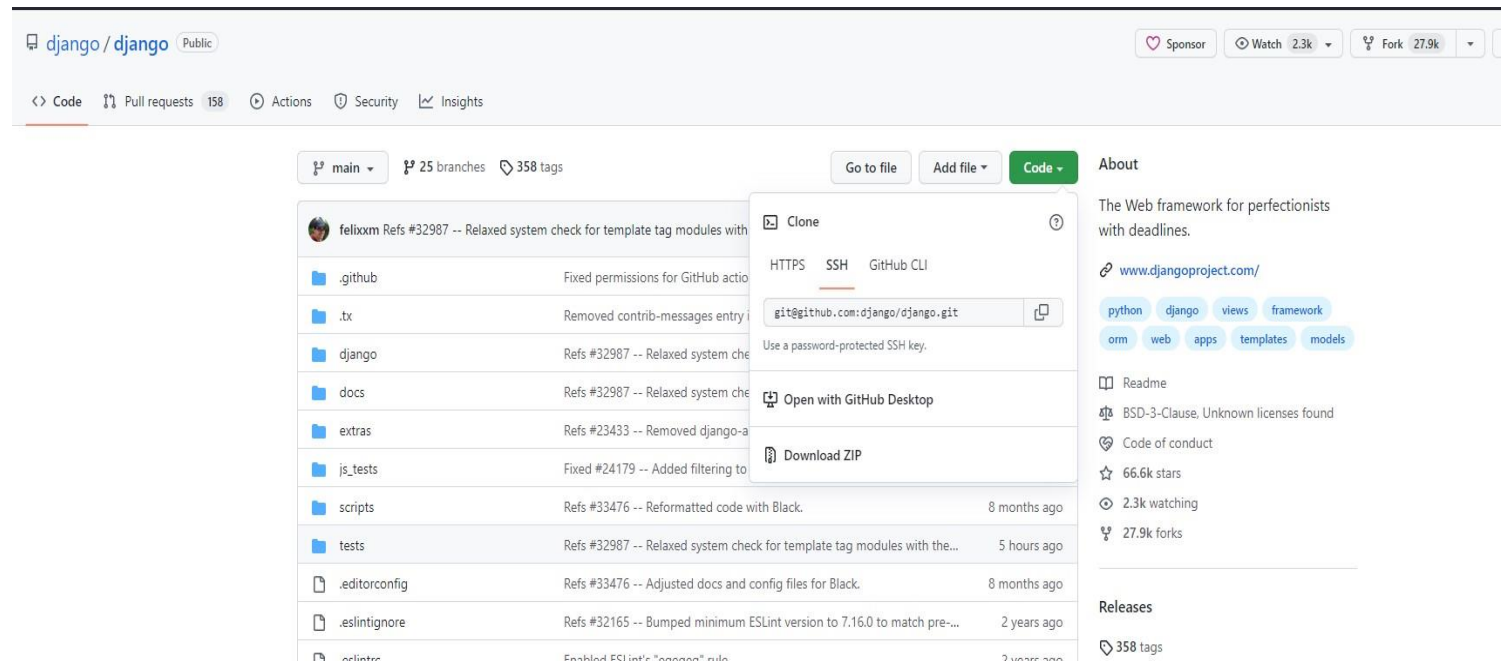 django / django Public
Sponsor Watch 2.3k Fork 27.9k
Code Pull requests 158 Actions Security Insights
main 25 branches 358 tags Go to file Add file Code
felixxm Refs #32987 -- Relaxed system check for template tag modules with
.github Fixed permissions for GitHub actio
.tx Removed contrib-messages entry i
django Refs #32987 -- Relaxed system che
docs Refs #32987 -- Relaxed system che
extras Refs #23433 -- Removed django-a
js_tests Fixed #24179 -- Added filtering to
scripts Refs #33476 -- Reformatted code with Black. 8 months ago
tests Refs #32987 -- Relaxed system check for template tag modules with the... 5 hours ago
.editorconfig Refs #33476 -- Adjusted docs and config files for Black. 8 months ago
.eslintignore Refs #32165 -- Bumped minimum ESLint version to 7.16.0 to match pre-... 2 years ago
Clone
HTTPS SSH GitHub CLI
git@github.com:django/django.git
Use a password-protected SSH key.
Open with GitHub Desktop
Download ZIP
About
The Web framework for perfectionists
with deadlines.
www.djangoproject.com/
python django views framework
orm web apps templates models
Readme
BSD-3-Clause, Unknown licenses found
Code of conduct
66.6k stars
2.3k watching
27.9k forks
Releases
358 tags